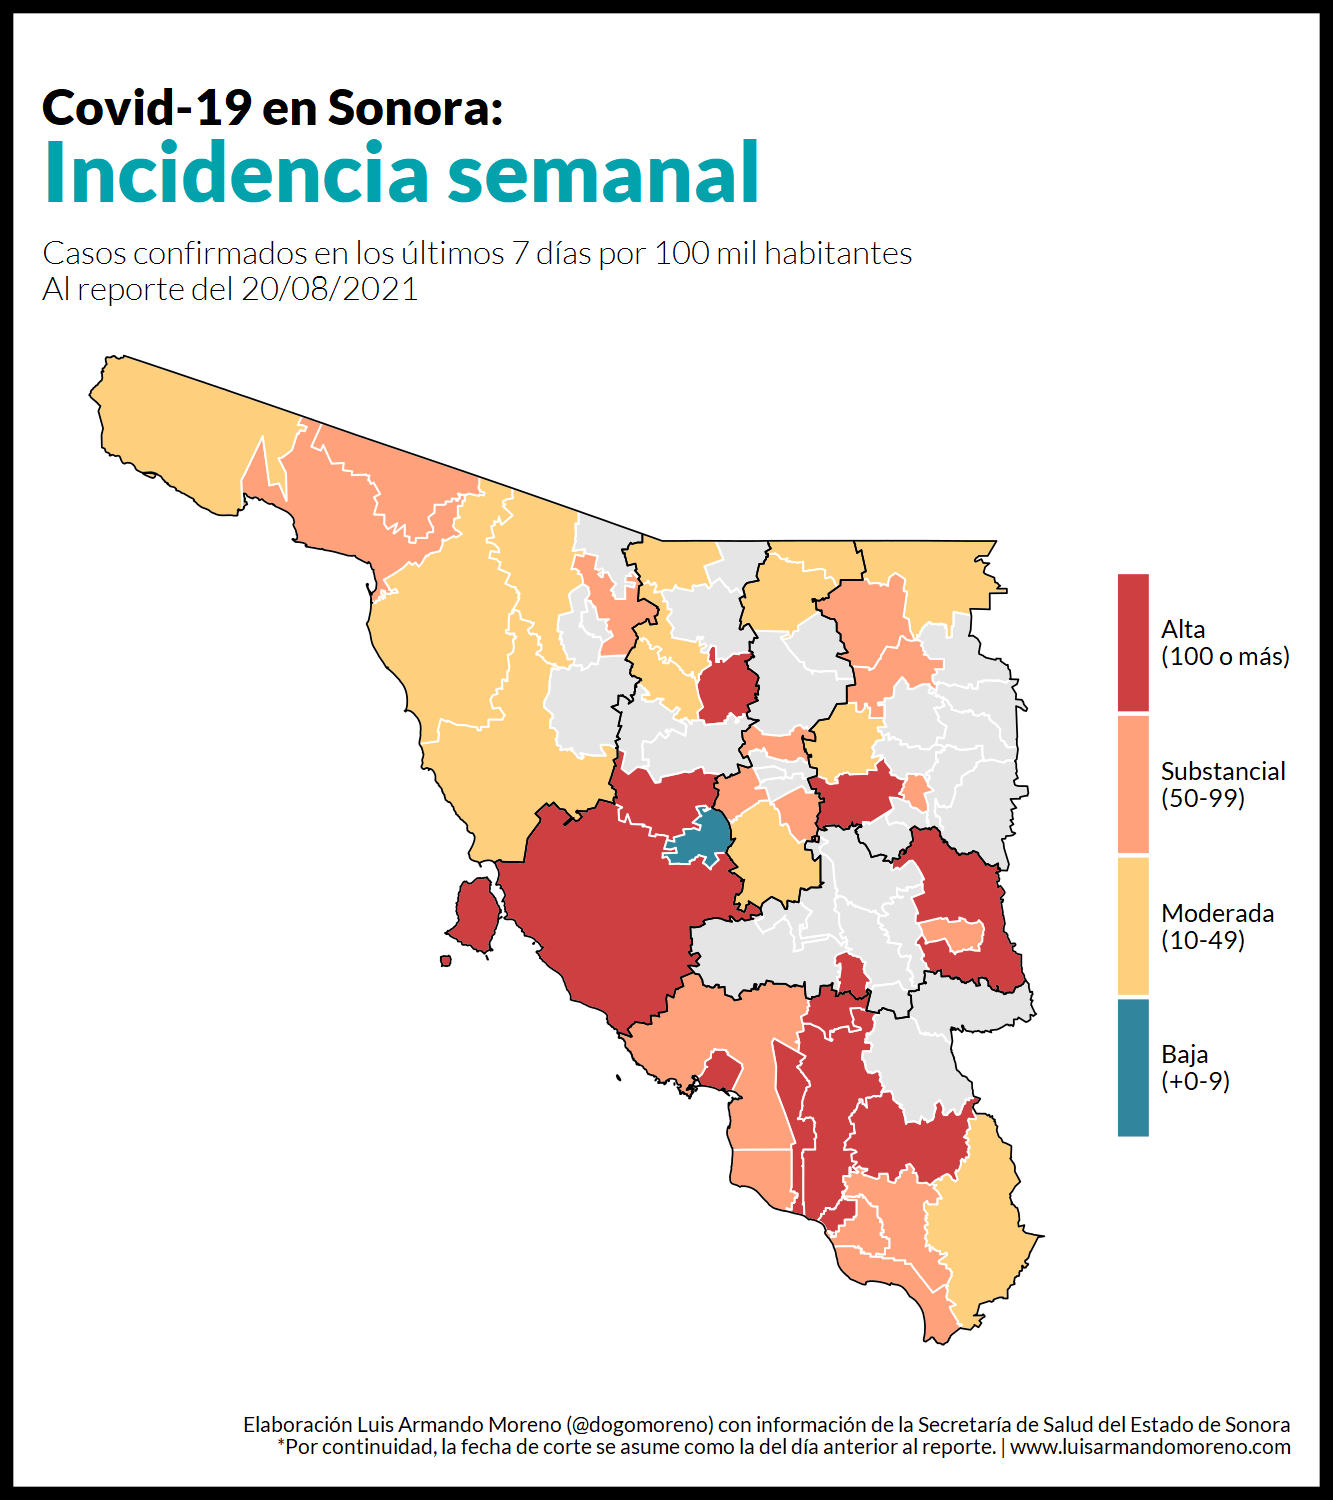 Covid-19 en Sonora:
Incidencia semanal
Casos confirmados en los últimos 7 días por 100 mil habitantes
Al reporte del 20/08/2021
Alta
(100 o más)
Substancial
(50-99)
Moderada
(10-49)
Baja
(+0-9)
Elaboración Luis Armando Moreno (@dogomoreno) con información de la Secretaría de Salud del Estado de Sonora
*Por continuidad, la fecha de corte se asume como la del día anterior al reporte. | www.luisarmandomoreno.com